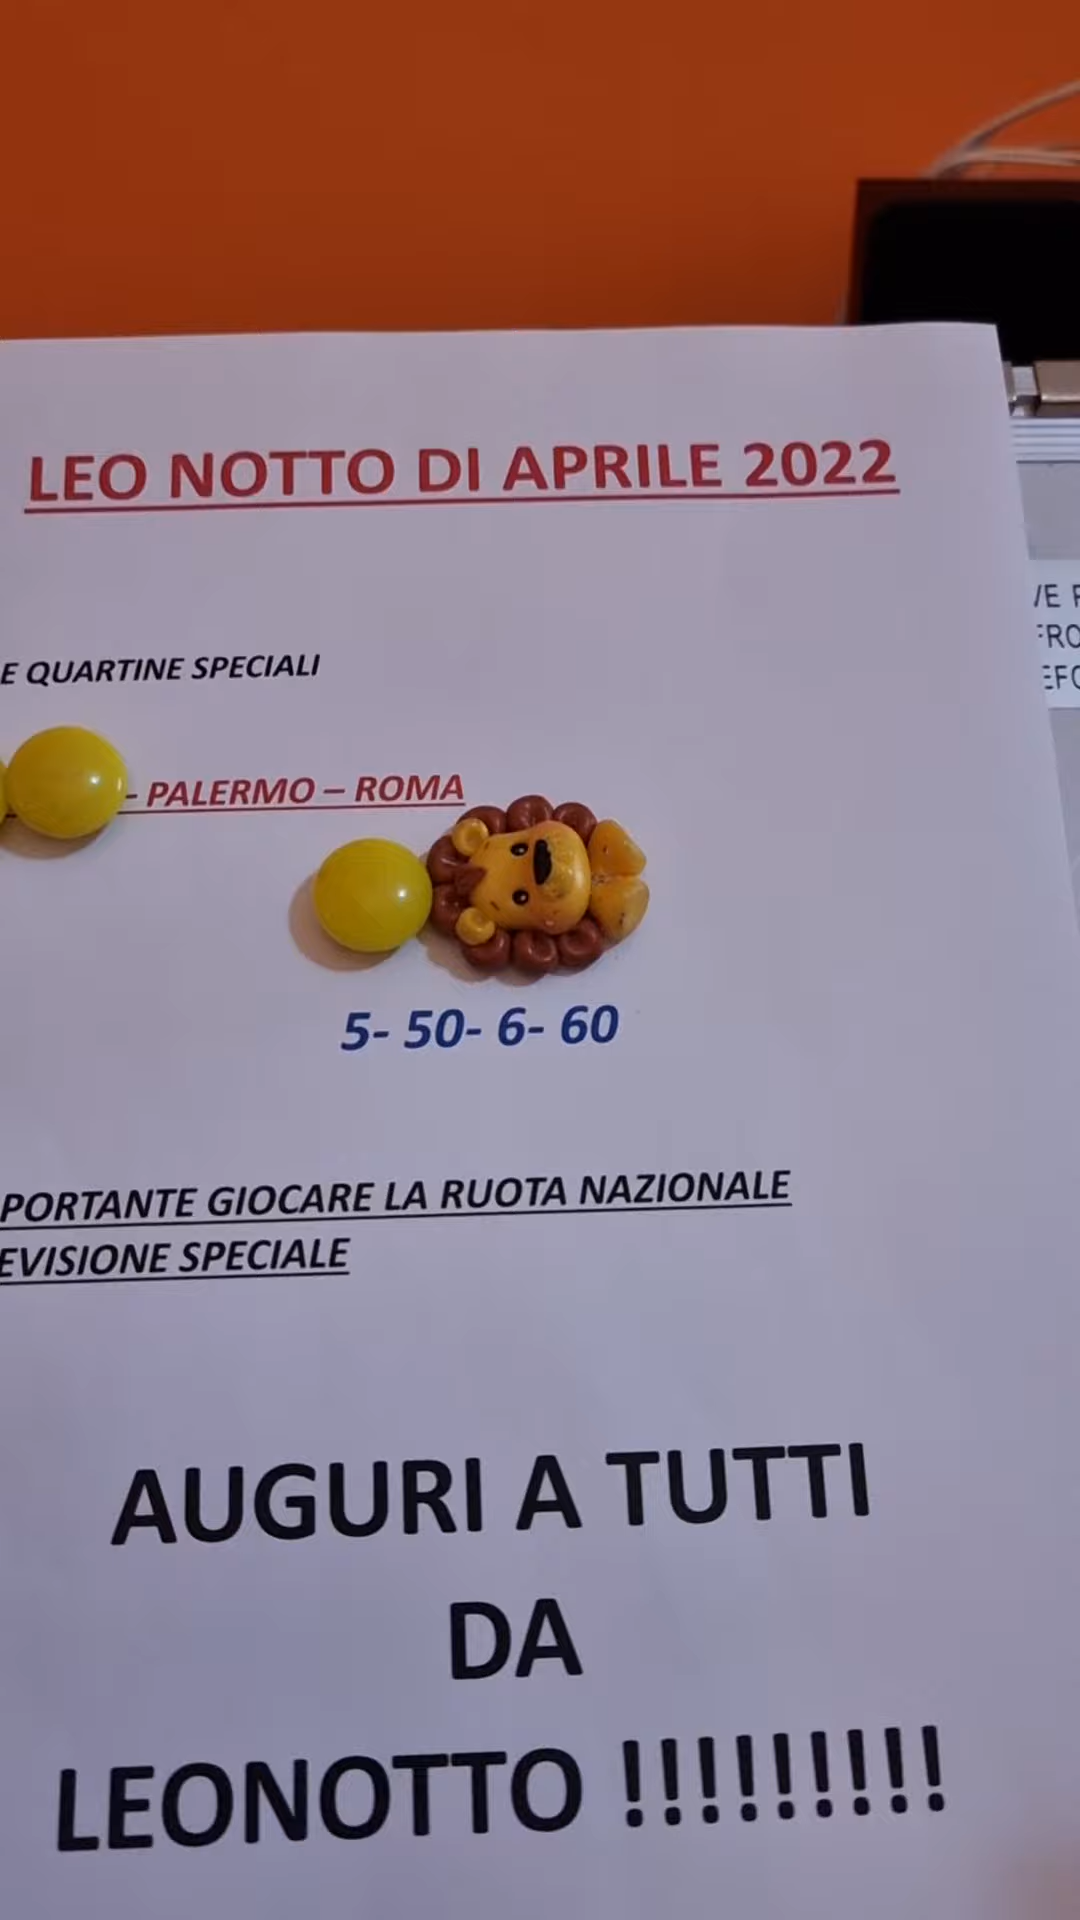 LEO NOTTO DI APRILE 2022
E QUARTINE SPECIALI
- PALERMO – ROMA
5- 50- 6- 60
PORTANTE GIOCARE LA RUOTA NAZIONALE
EVISIONE SPECIALE
AUGURI A TUTTI
DA
LEONOTTO !!!!!!!!!